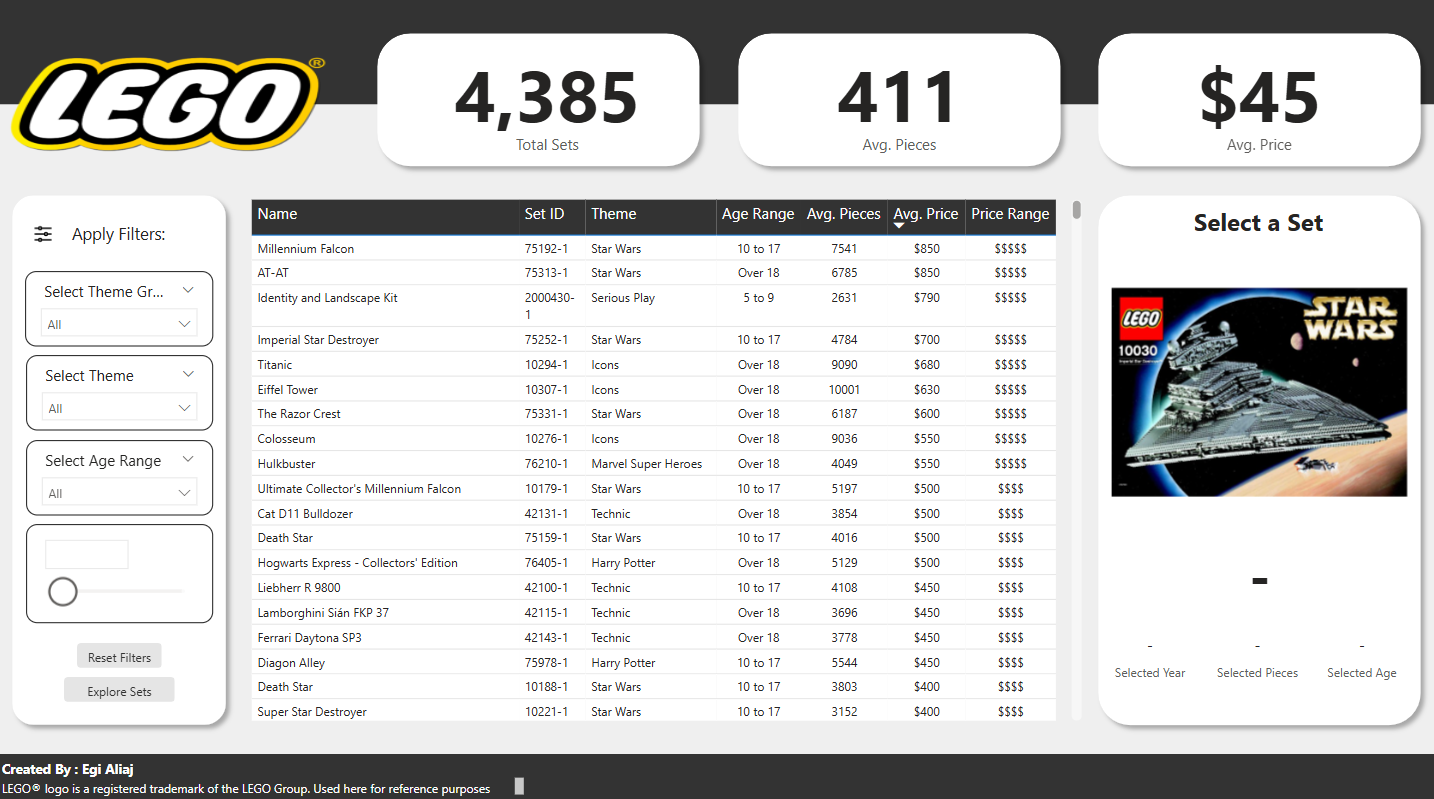 LEGO®
4,385
Total Sets
411
Avg. Pieces
$45
Avg. Price
Apply Filters:
Select Theme Gr...
All
Select Theme
All
Select Age Range
All
Reset Filters
Explore Sets
Name Set ID Theme Age Range Avg. Pieces Avg. Price Price Range
Millennium Falcon 75192-1 Star Wars 10 to 17 7541 $850 $$$$$
AT-AT 75313-1 Star Wars Over 18 6785 $850 $$$$$
Identity and Landscape Kit 2000430- Serious Play 5 to 9 2631 $790 $$$$$
1
Imperial Star Destroyer 75252-1 Star Wars 10 to 17 4784 $700 $$$$$
Titanic 10294-1 Icons Over 18 9090 $680 $$$$$
Eiffel Tower 10307-1 Icons Over 18 10001 $630 $$$$$
The Razor Crest 75331-1 Star Wars Over 18 6187 $600 $$$$$
Colosseum 10276-1 Icons Over 18 9036 $550 $$$$$
Hulkbuster 76210-1 Marvel Super Heroes Over 18 4049 $550 $$$$$
Ultimate Collector's Millennium Falcon 10179-1 Star Wars 10 to 17 5197 $500 $$$$
Cat D11 Bulldozer 42131-1 Technic Over 18 3854 $500 $$$$
Death Star 75159-1 Star Wars 10 to 17 4016 $500 $$$$
Hogwarts Express - Collectors' Edition 76405-1 Harry Potter Over 18 5129 $500 $$$$
Liebherr R 9800 42100-1 Technic 10 to 17 4108 $450 $$$$
Lamborghini Sián FKP 37 42115-1 Technic Over 18 3696 $450 $$$$
Ferrari Daytona SP3 42143-1 Technic Over 18 3778 $450 $$$$
Diagon Alley 75978-1 Harry Potter 10 to 17 5544 $450 $$$$
Death Star 10188-1 Star Wars 10 to 17 3803 $400 $$$$
Super Star Destroyer 10221-1 Star Wars 10 to 17 3152 $400 $$$$
Select a Set
LEGO
STAR
WARS
10030
Imperial Star Destroyer
-
- - -
Selected Year Selected Pieces Selected Age
Created By : Egi Aliaj
LEGO® logo is a registered trademark of the LEGO Group. Used here for reference purposes